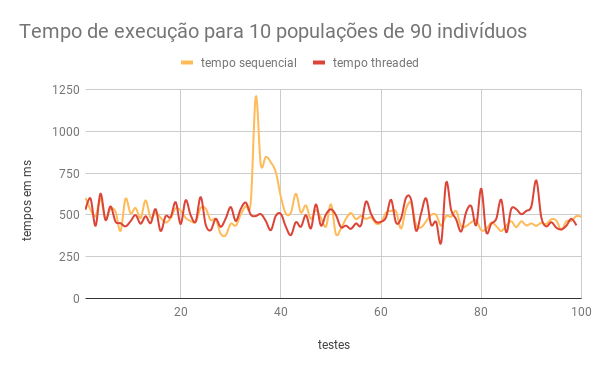 Tempo de execução para 10 populações de 90 indivíduos
tempo sequencial tempo threaded
1250
1000
750
500
250
0
tempos em ms
20 40 60 80 100
testes